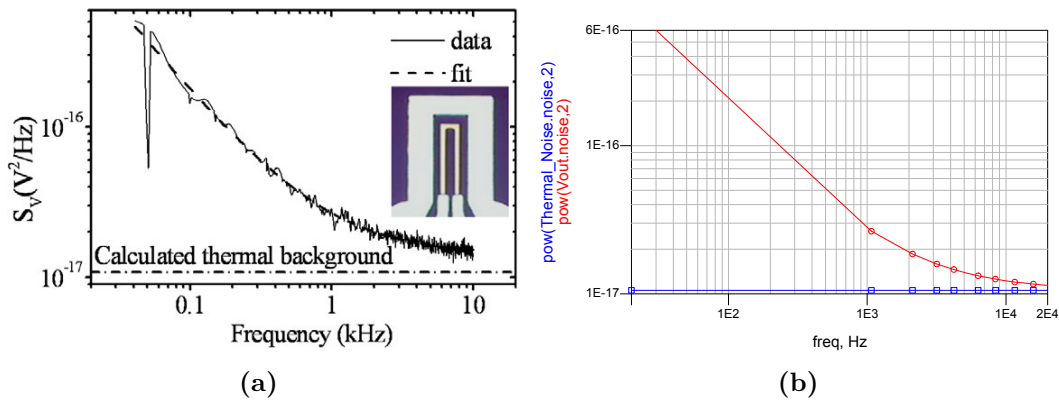 data
fit
10^-16
S_V(V^2/Hz)
Calculated thermal background
10^-17
0.1
1
10
Frequency (kHz)
(a)
6E-16
1E-16
1E-17
pow(Thermal_Noise.noise,2)
pow(Vout.noise,2)
1E2
1E3
1E4
2E4
freq, Hz
(b)